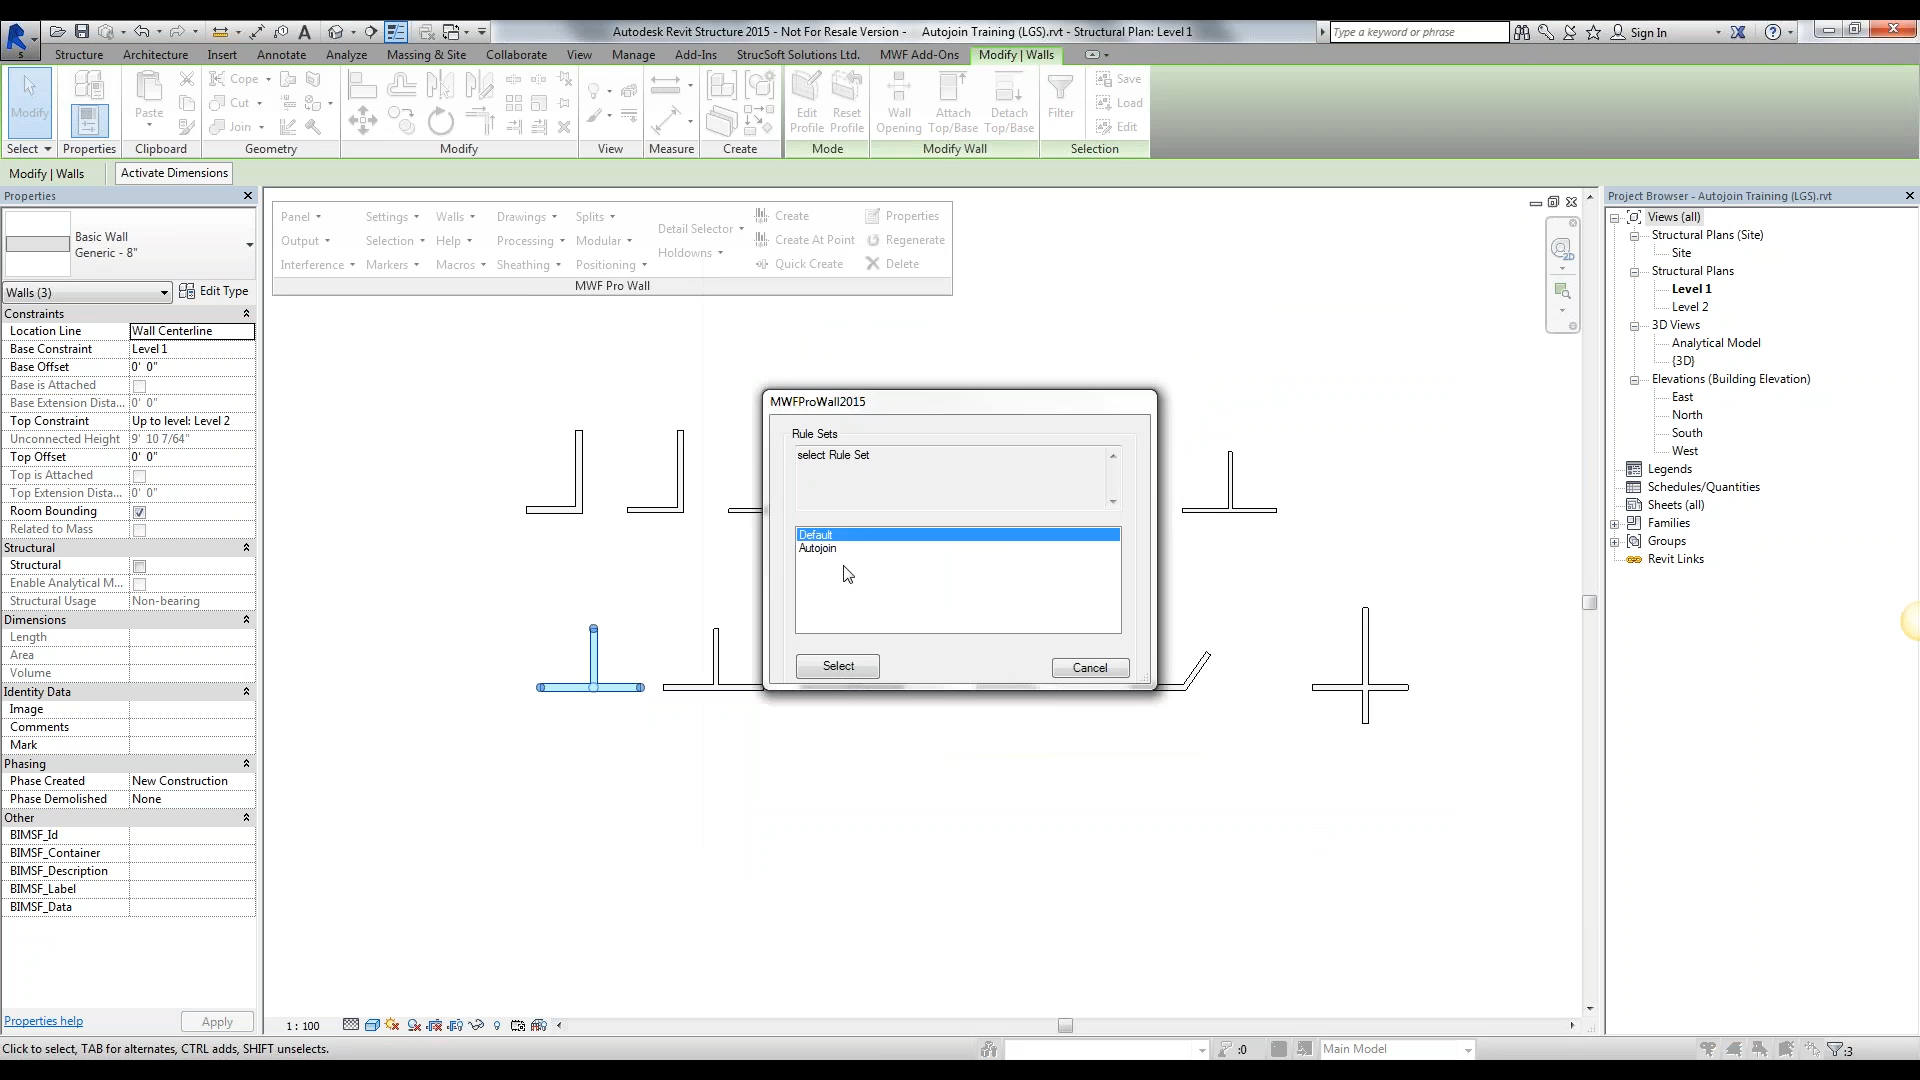 Autodesk Revit Structure 2015 - Not For Resale Version - Autojoin Training (LGS).rvt - Structural Plan: Level 1
Type a keyword or phrase
Sign In
Structure Architecture Insert Annotate Analyze Massing & Site Collaborate View Manage Add-Ins StrucSoft Solutions Ltd. MWF Add-Ons Modify | Walls
Modify
Paste
Cope
Cut
Join
Edit Profile
Reset Profile
Wall Opening
Attach Top/Base
Detach Top/Base
Filter
Save
Load
Edit
Select Properties Clipboard Geometry Modify View Measure Create Mode Modify Wall Selection
Modify | Walls
Activate Dimensions
Properties
Basic Wall
Generic - 8"
Walls (3)
Edit Type
Constraints
Location Line Wall Centerline
Base Constraint Level 1
Base Offset 0' 0"
Base is Attached
Base Extension Dista... 0' 0"
Top Constraint Up to level: Level 2
Unconnected Height 9' 10 7/64"
Top Offset 0' 0"
Top is Attached
Top Extension Dista... 0' 0"
Room Bounding
Related to Mass
Structural
Structural
Enable Analytical M...
Structural Usage Non-bearing
Dimensions
Length
Area
Volume
Identity Data
Image
Comments
Mark
Phasing
Phase Created New Construction
Phase Demolished None
Other
BIMSF_Id
BIMSF_Container
BIMSF_Description
BIMSF_Label
BIMSF_Data
Properties help
Apply
Panel Settings Walls Drawings Splits
Output Selection Help Processing Modular
Interference Markers Macros Sheathing Positioning
Detail Selector
Holdowns
Create
Create At Point
Quick Create
Properties
Regenerate
Delete
MWF Pro Wall
MWFProWall2015
Rule Sets
select Rule Set
Default
Autojoin
Select
Cancel
2D
Project Browser - Autojoin Training (LGS).rvt
Views (all)
Structural Plans (Site)
Site
Structural Plans
Level 1
Level 2
3D Views
Analytical Model
{3D}
Elevations (Building Elevation)
East
North
South
West
Legends
Schedules/Quantities
Sheets (all)
Families
Groups
Revit Links
1 : 100
Click to select, TAB for alternates, CTRL adds, SHIFT unselects.
:0
Main Model
:3